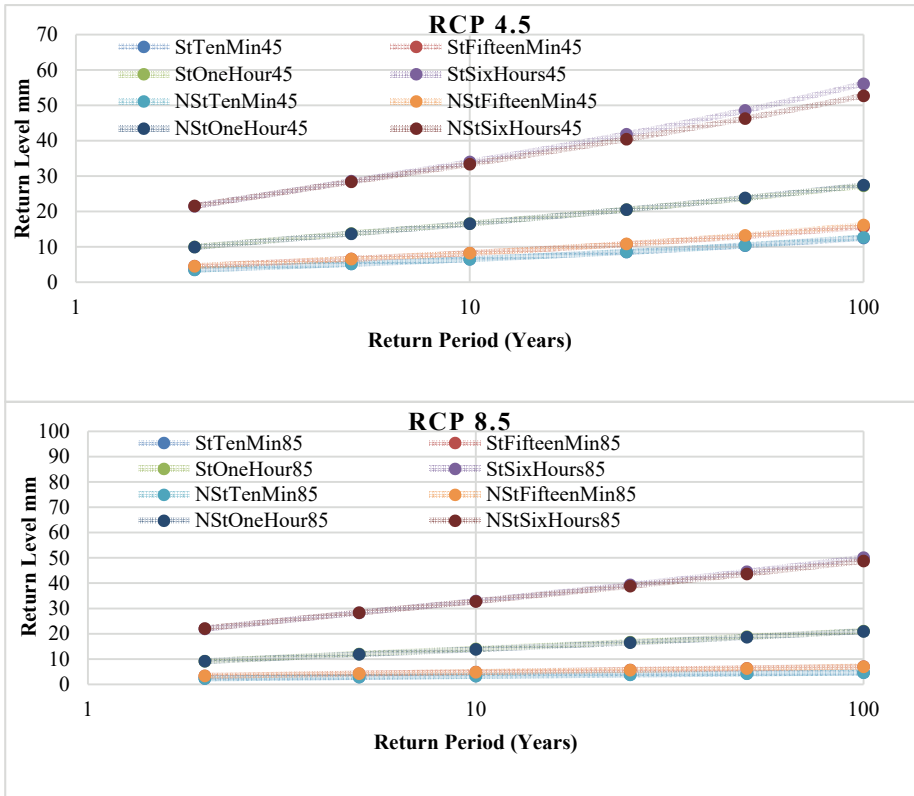 RCP 4.5
70
StTenMin45 StFifteenMin45
60
StOneHour45 StSixHours45
50
NStTenMin45 NStFifteenMin45
40
NStOneHour45 NStSixHours45
30
20
10
0
Return Level mm
1 10 100
Return Period (Years)
RCP 8.5
100
StTenMin85 StFifteenMin85
90
80
StOneHour85 StSixHours85
70
NStTenMin85 NStFifteenMin85
60
NStOneHour85 NStSixHours85
50
40
30
20
10
0
Return Level mm
1 10 100
Return Period (Years)